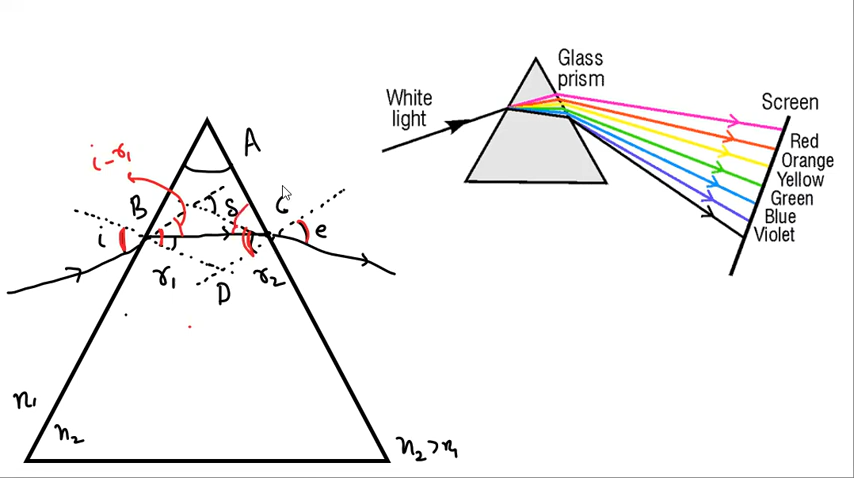 Glass
prism
White
light
Screen
Red
Orange
Yellow
Green
Blue
Violet
A
i-r₁
B
δ
C
i
e
r₁
r₂
D
n₁
n₂
n₂>n₁